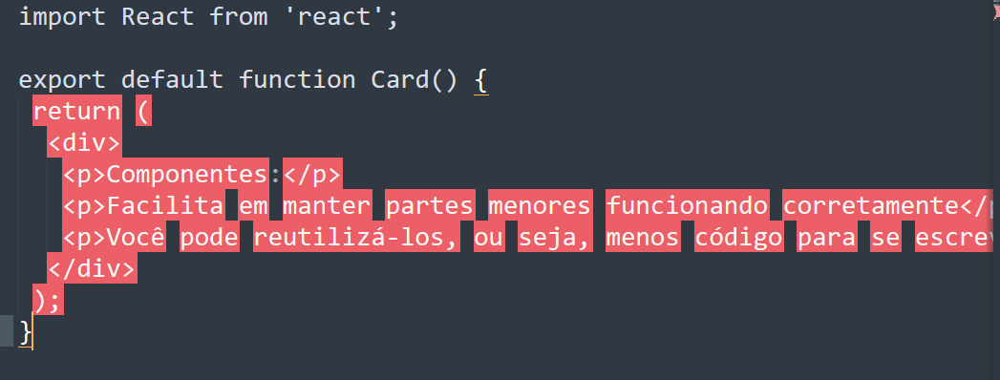 import React from 'react';
export default function Card() {
return (
<div>
<p>Componentes:</p>
<p>Facilita em manter partes menores funcionando corretamente</
<p>Você pode reutilizá-los, ou seja, menos código para se
</div>
);
}